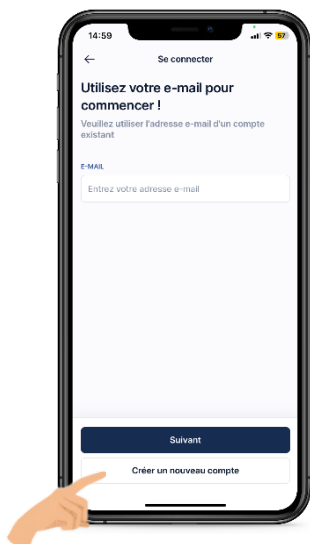 14:59
57
Se connecter
Utilisez votre e-mail pour
commencer !
Veuillez utiliser l'adresse e-mail d'un compte
existant
E-MAIL
Entrez votre adresse e-mail
Suivant
Créer un nouveau compte